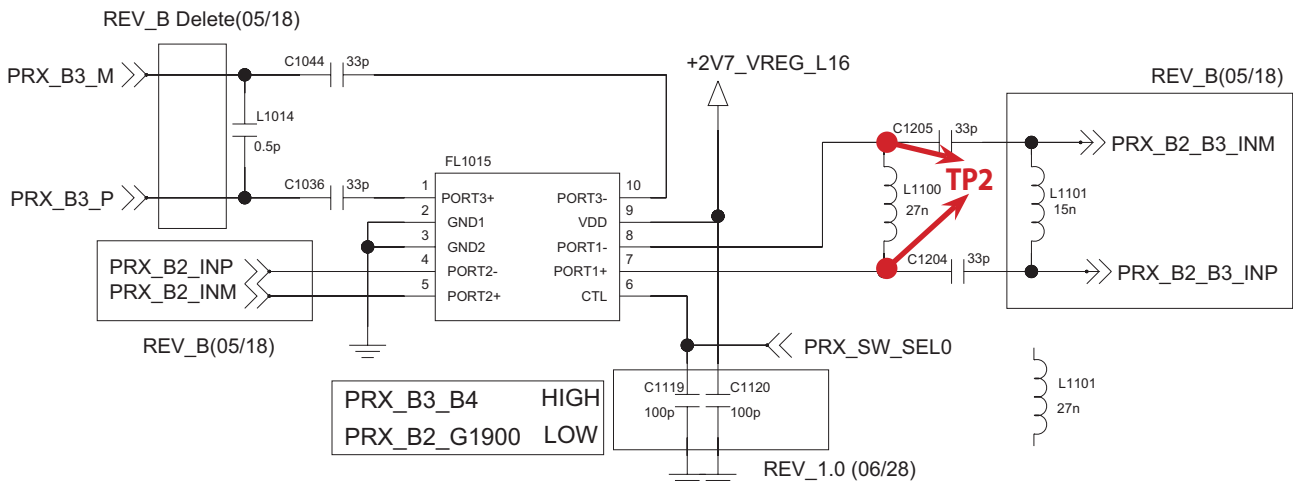 REV_B Delete(05/18)
PRX_B3_M
C1044 33p
L1014
0.5p
PRX_B3_P
C1036 33p
+2V7_VREG_L16
REV_B(05/18)
C1205 33p
PRX_B2_B3_INM
L1100
27n
TP2
L1101
15n
C1204 33p
PRX_B2_B3_INP
FL1015
1 PORT3+ PORT3- 10
2 GND1 VDD 9
3 GND2 PORT1- 8
4 PORT2- PORT1+ 7
5 PORT2+ CTL 6
PRX_B2_INP
PRX_B2_INM
REV_B(05/18)
PRX_SW_SEL0
PRX_B3_B4 HIGH
PRX_B2_G1900 LOW
C1119 C1120
100p 100p
REV_1.0 (06/28)
L1101
27n